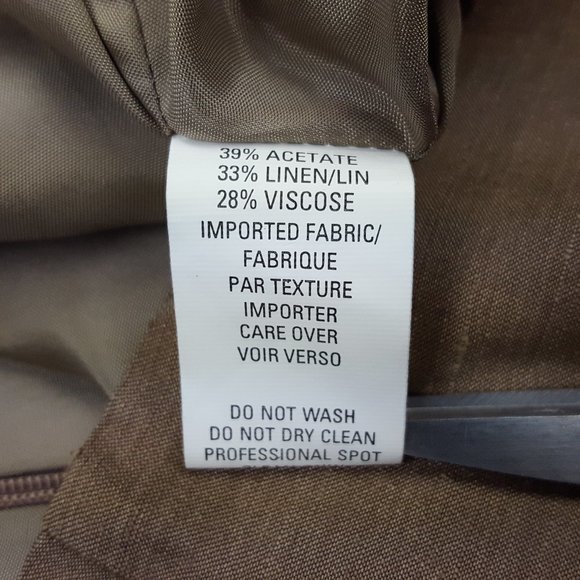 39% ACETATE
33% LINEN/LIN
28% VISCOSE
IMPORTED FABRIC/
FABRIQUE
PAR TEXTURE
IMPORTER
CARE OVER
VOIR VERSO
DO NOT WASH
DO NOT DRY CLEAN
PROFESSIONAL SPOT